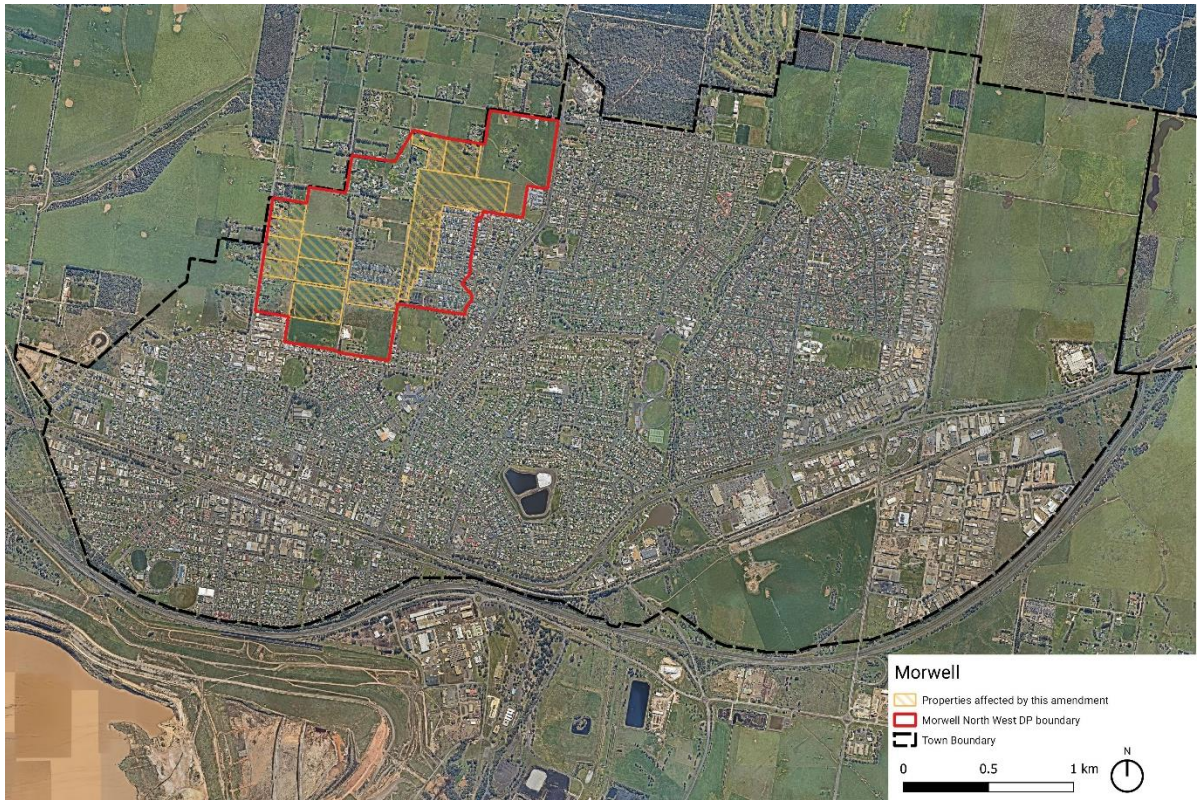 Morwell
Properties affected by this amendment
Morwell North West DP boundary
Town Boundary
N
0 0.5 1 km